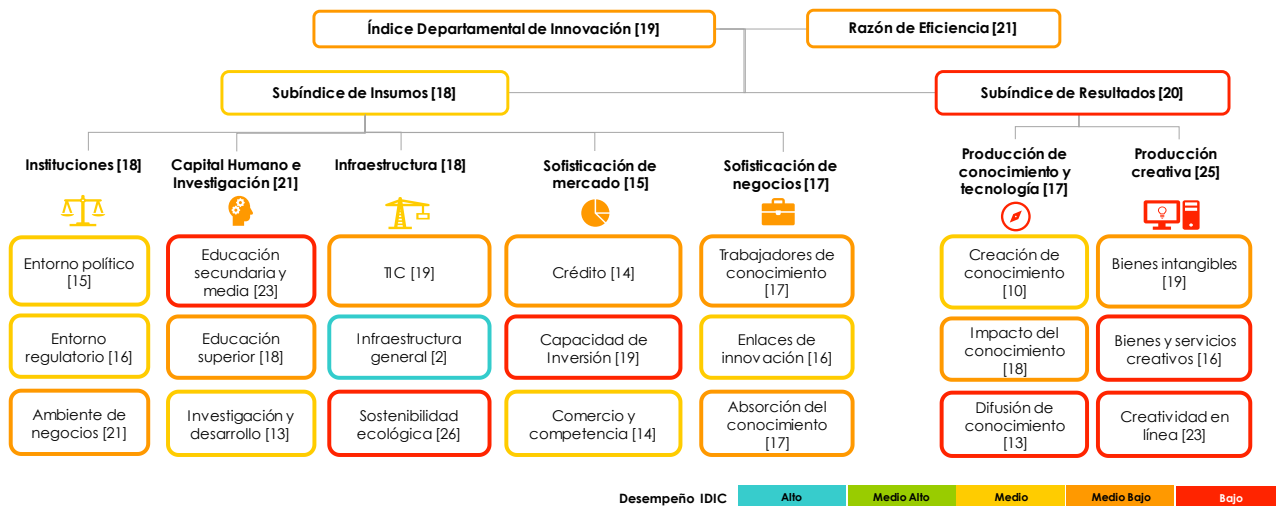 Índice Departamental de Innovación [19]
Razón de Eficiencia [21]
Subíndice de Insumos [18]
Subíndice de Resultados [20]
Instituciones [18]
Capital Humano e
Investigación [21]
Infraestructura [18]
Sofisticación de
mercado [15]
Sofisticación de
negocios [17]
Producción de
conocimiento y
tecnología [17]
Producción
creativa [25]
Entorno político
[15]
Educación
secundaria y
media [23]
TIC [19]
Crédito [14]
Trabajadores de
conocimiento
[17]
Creación de
conocimiento
[10]
Bienes intangibles
[19]
Entorno
regulatorio [16]
Educación
superior [18]
Infraestructura
general [2]
Capacidad de
Inversión [19]
Enlaces de
innovación [16]
Impacto del
conocimiento
[18]
Bienes y servicios
creativos [16]
Ambiente de
negocios [21]
Investigación y
desarrollo [13]
Sostenibilidad
ecológica [26]
Comercio y
competencia [14]
Absorción del
conocimiento
[17]
Difusión de
conocimiento
[13]
Creatividad en
línea [23]
Desempeño IDIC
Alto
Medio Alto
Medio
Medio Bajo
Bajo